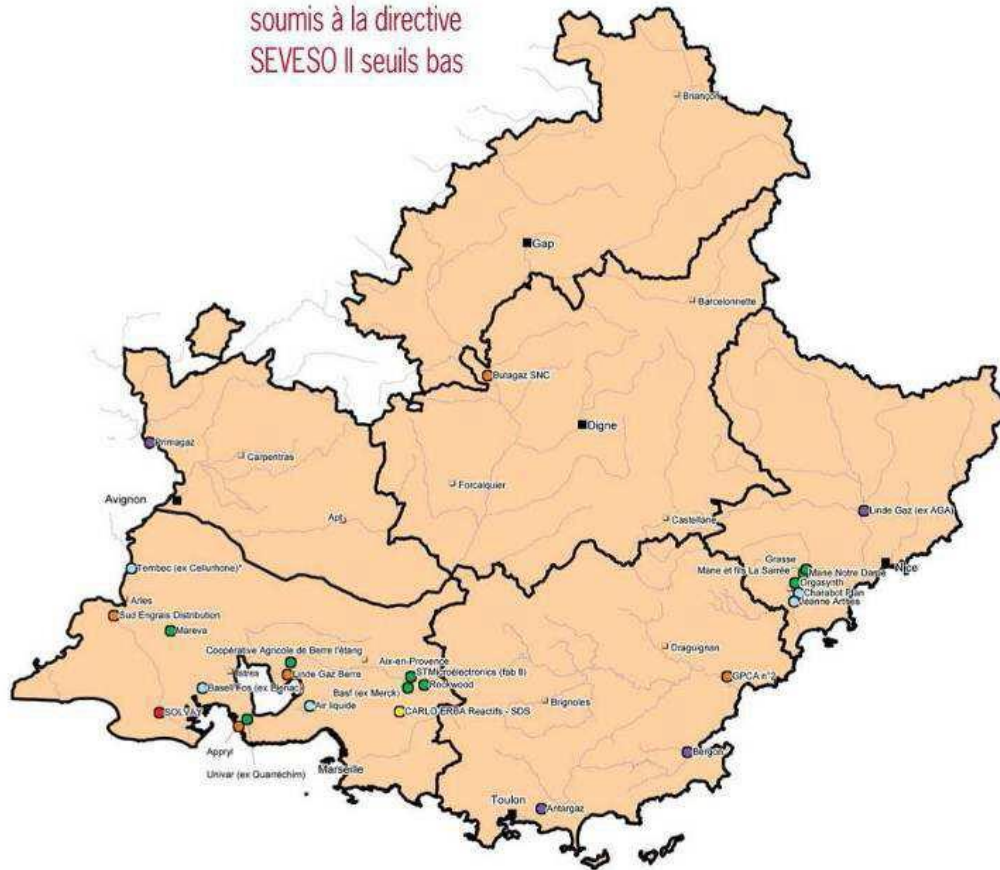 soumis à la directive
SEVESO II seuils bas
Briançon
Gap
Barcelonnette
Butagaz SNC
Digne
Primagaz
Carpentras
Forcalquier
Avignon
Apt
Castellane
Linde Gaz (ex AGA)
Grasse
Nice
Tembec (ex Cellurhone)*
Mane et fils La Sarrée
Mane Notre Dame
Orgasynth
Charabot Plan
Jeanne Arthes
Arles
Sud Engrais Distribution
Mareva
Draguignan
Coopérative Agricole de Berre l'étang
Aix-en-Provence
Istres
Linde Gaz Berre
STMicroélectronics (fab 8)
GPCA n°2
Basell Fos (ex Elenac)
Basf (ex Merck)
Rockwood
Brignoles
SOLVAY
Air liquide
CARLO ERBA Reactifs - SDS
Appryl
Bergon
Marseille
Univar (ex Quarréchim)
Toulon
Antargaz